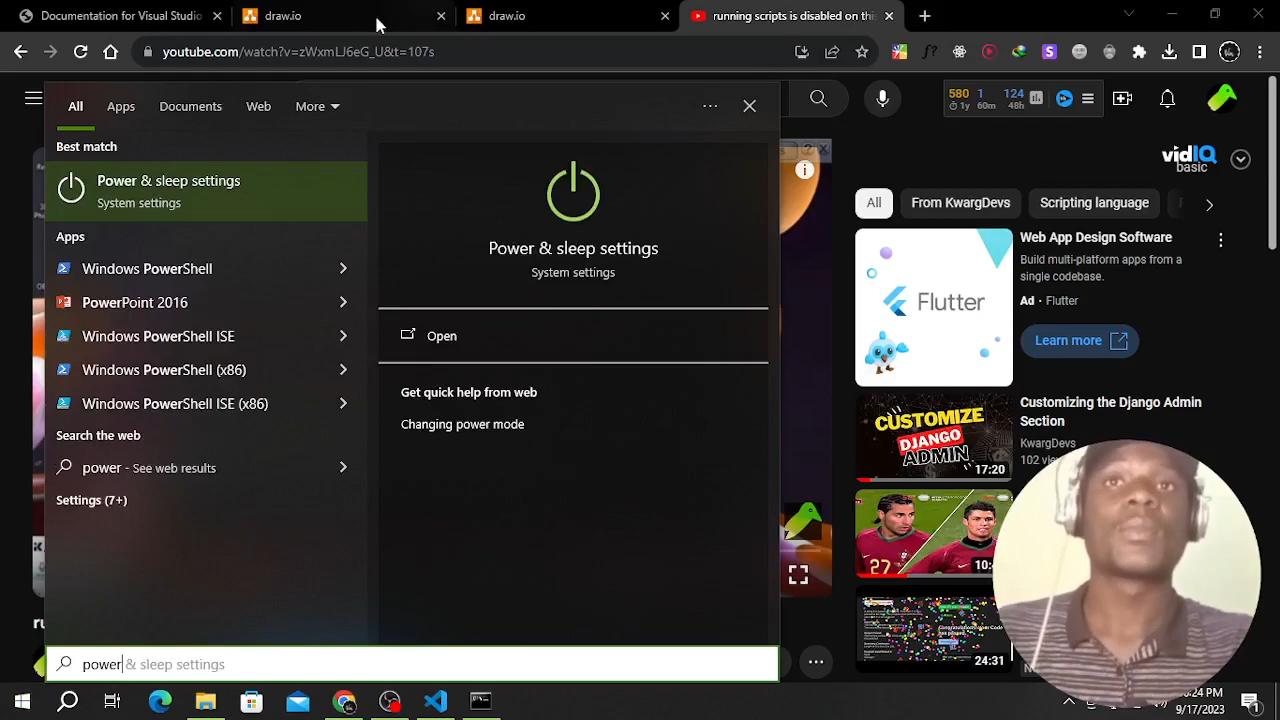 Documentation for Visual Studio
draw.io
draw.io
running scripts is disabled on this
youtube.com/watch?v=zWxmLJ6eG_U&t=107s
All
Apps
Documents
Web
More
Best match
Power & sleep settings
System settings
Apps
Windows PowerShell
PowerPoint 2016
Windows PowerShell ISE
Windows PowerShell (x86)
Windows PowerShell ISE (x86)
Search the web
power - See web results
Settings (7+)
Power & sleep settings
System settings
Open
Get quick help from web
Changing power mode
power & sleep settings
580
1y
1
60m
124
48h
vidIQ
basic
All
From KwargDevs
Scripting language
Flutter
Web App Design Software
Build multi-platform apps from a
single codebase.
Ad · Flutter
Learn more
CUSTOMIZE
DJANGO
ADMIN
17:20
Customizing the Django Admin
Section
KwargDevs
102 view
27
10:
24:31
ru
:24 PM
9/17/2023
1